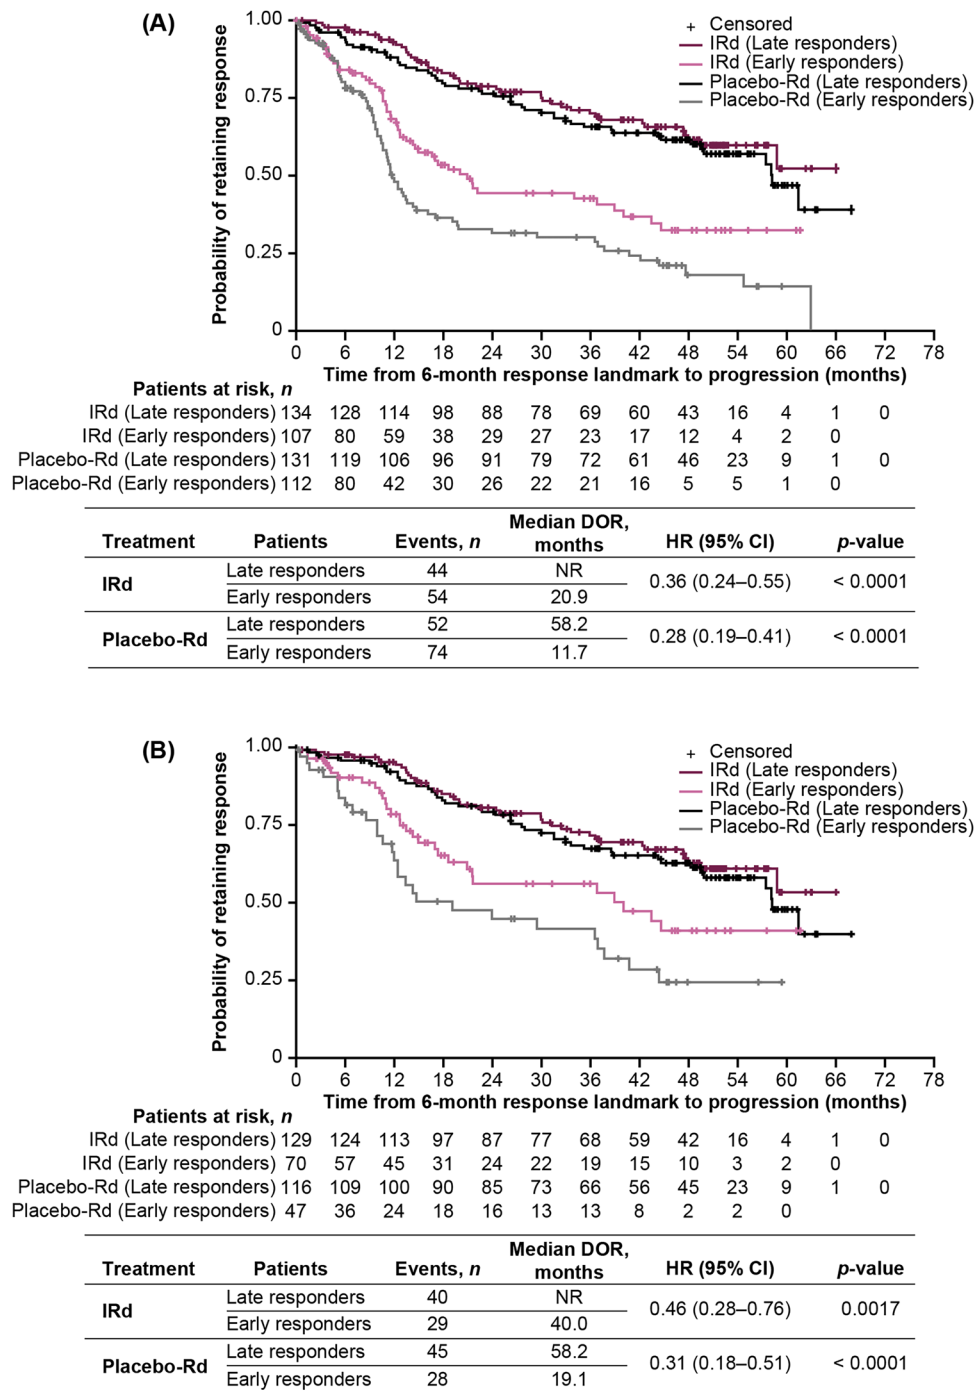 (A)
1.00
0.75
0.50
0.25
0
Probability of retaining response
+ Censored
IRd (Late responders)
IRd (Early responders)
Placebo-Rd (Late responders)
Placebo-Rd (Early responders)
0 6 12 18 24 30 36 42 48 54 60 66 72 78
Time from 6-month response landmark to progression (months)
Patients at risk, n
IRd (Late responders) 134 128 114 98 88 78 69 60 43 16 4 1 0
IRd (Early responders) 107 80 59 38 29 27 23 17 12 4 2 0
Placebo-Rd (Late responders) 131 119 106 96 91 79 72 61 46 23 9 1 0
Placebo-Rd (Early responders) 112 80 42 30 26 22 21 16 5 5 1 0
Treatment Patients Events, n Median DOR, months HR (95% CI) p-value
IRd Late responders 44 NR 0.36 (0.24–0.55) < 0.0001
Early responders 54 20.9
Placebo-Rd Late responders 52 58.2 0.28 (0.19–0.41) < 0.0001
Early responders 74 11.7
(B)
1.00
0.75
0.50
0.25
0
Probability of retaining response
+ Censored
IRd (Late responders)
IRd (Early responders)
Placebo-Rd (Late responders)
Placebo-Rd (Early responders)
0 6 12 18 24 30 36 42 48 54 60 66 72 78
Time from 6-month response landmark to progression (months)
Patients at risk, n
IRd (Late responders) 129 124 113 97 87 77 68 59 42 16 4 1 0
IRd (Early responders) 70 57 45 31 24 22 19 15 10 3 2 0
Placebo-Rd (Late responders) 116 109 100 90 85 73 66 56 45 23 9 1 0
Placebo-Rd (Early responders) 47 36 24 18 16 13 13 8 2 2 0
Treatment Patients Events, n Median DOR, months HR (95% CI) p-value
IRd Late responders 40 NR 0.46 (0.28–0.76) 0.0017
Early responders 29 40.0
Placebo-Rd Late responders 45 58.2 0.31 (0.18–0.51) < 0.0001
Early responders 28 19.1